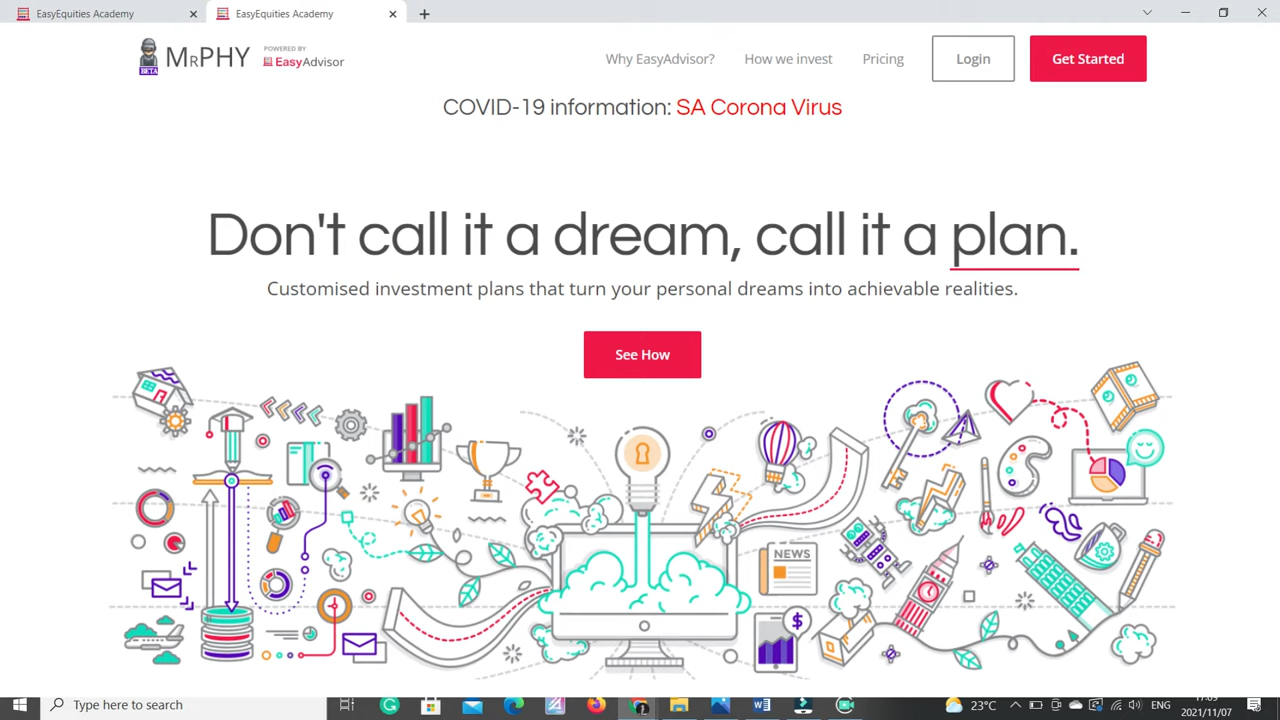 EasyEquities Academy
EasyEquities Academy
BETA
MRPHY
POWERED BY
EasyAdvisor
Why EasyAdvisor?
How we invest
Pricing
Login
Get Started
COVID-19 information: SA Corona Virus
Don't call it a dream, call it a plan.
Customised investment plans that turn your personal dreams into achievable realities.
See How
NEWS
$
Type here to search
23°C
ENG
2021/11/07